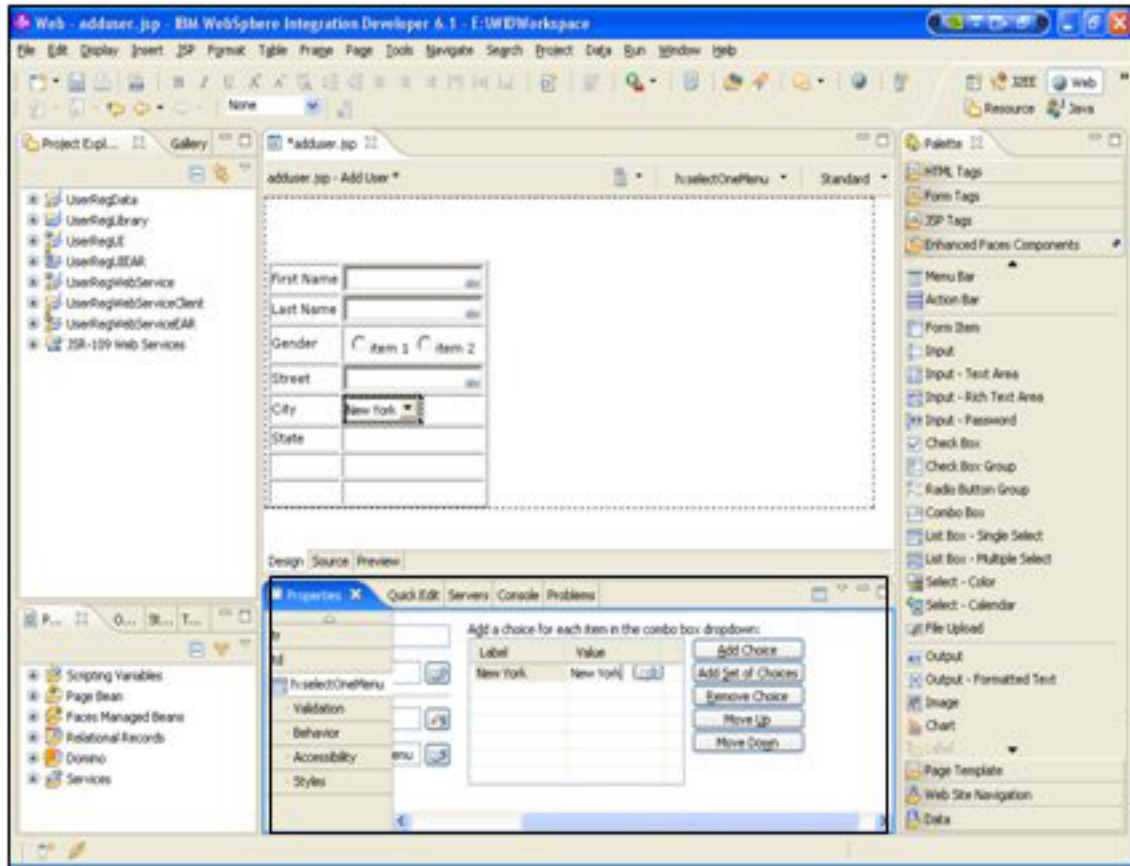 Web - adduser.jsp - IBM WebSphere Integration Developer 6.1 - E:\WIDWorkspace
File Edit Display Insert JSP Format Table Frame Page Tools Navigate Search Project Data Run Window Help
J2EE Web
None Resource Java
Project Expl... Gallery
*adduser.jsp
Palette
adduser.jsp - Add User * h:selectOneMenu Standard
HTML Tags
Form Tags
JSP Tags
Enhanced Faces Components
UserRegData
UserRegLibrary
UserRegUI
UserRegUIEAR
UserRegWebService
UserRegWebServiceClient
UserRegWebServiceEAR
JSR-109 Web Services
First Name
Last Name
Gender item 1 item 2
Street
City New York
State
Menu Bar
Action Bar
Form Item
Input
Input - Text Area
Input - Rich Text Area
Input - Password
Check Box
Check Box Group
Radio Button Group
Combo Box
List Box - Single Select
List Box - Multiple Select
Select - Color
Select - Calendar
File Upload
Output
Output - Formatted Text
Image
Chart
Label
Page Template
Web Site Navigation
Data
Design Source Preview
Properties Quick Edit Servers Console Problems
P... O... St... T...
Scripting Variables
Page Bean
Faces Managed Beans
Relational Records
Domino
Services
tr
td
h:selectOneMenu
Validation
Behavior
Accessibility
Styles
enu
Add a choice for each item in the combo box dropdown:
Label Value
New York New York
Add Choice
Add Set of Choices
Remove Choice
Move Up
Move Down